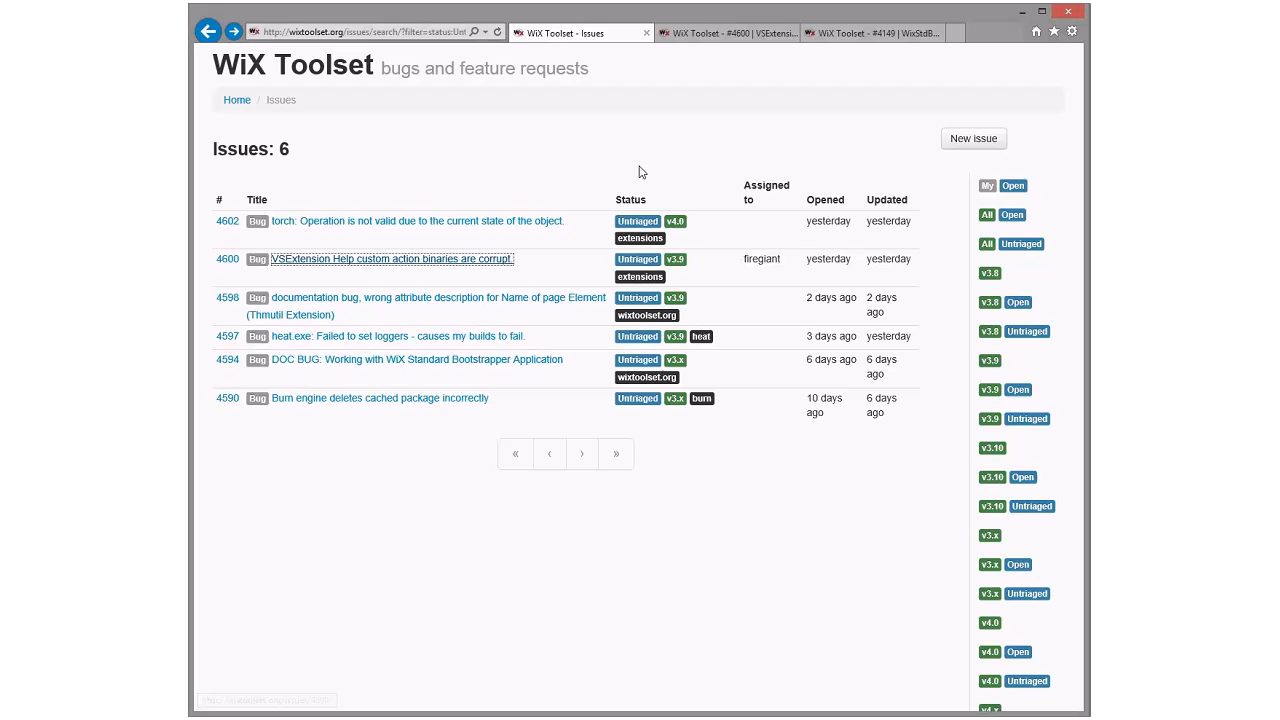 http://wixtoolset.org/issues/search/?filter=status:Unt
WiX Toolset - Issues
WiX Toolset - #4600 | VSExtensi...
WiX Toolset - #4149 | WixStdB...
WiX Toolset bugs and feature requests
Home / Issues
Issues: 6
New issue
# Title Status Assigned to Opened Updated
4602 Bug torch: Operation is not valid due to the current state of the object. Untriaged v4.0 extensions yesterday yesterday
4600 Bug VSExtension Help custom action binaries are corrupt. Untriaged v3.9 extensions firegiant yesterday yesterday
4598 Bug documentation bug, wrong attribute description for Name of page Element (Thmutil Extension) Untriaged v3.9 wixtoolset.org 2 days ago 2 days ago
4597 Bug heat.exe: Failed to set loggers - causes my builds to fail. Untriaged v3.9 heat 3 days ago yesterday
4594 Bug DOC BUG: Working with WiX Standard Bootstrapper Application Untriaged v3.x wixtoolset.org 6 days ago 6 days ago
4590 Bug Burn engine deletes cached package incorrectly Untriaged v3.x burn 10 days ago 6 days ago
« ‹ › »
My Open
All Open
All Untriaged
v3.8
v3.8 Open
v3.8 Untriaged
v3.9
v3.9 Open
v3.9 Untriaged
v3.10
v3.10 Open
v3.10 Untriaged
v3.x
v3.x Open
v3.x Untriaged
v4.0
v4.0 Open
v4.0 Untriaged
v4.x